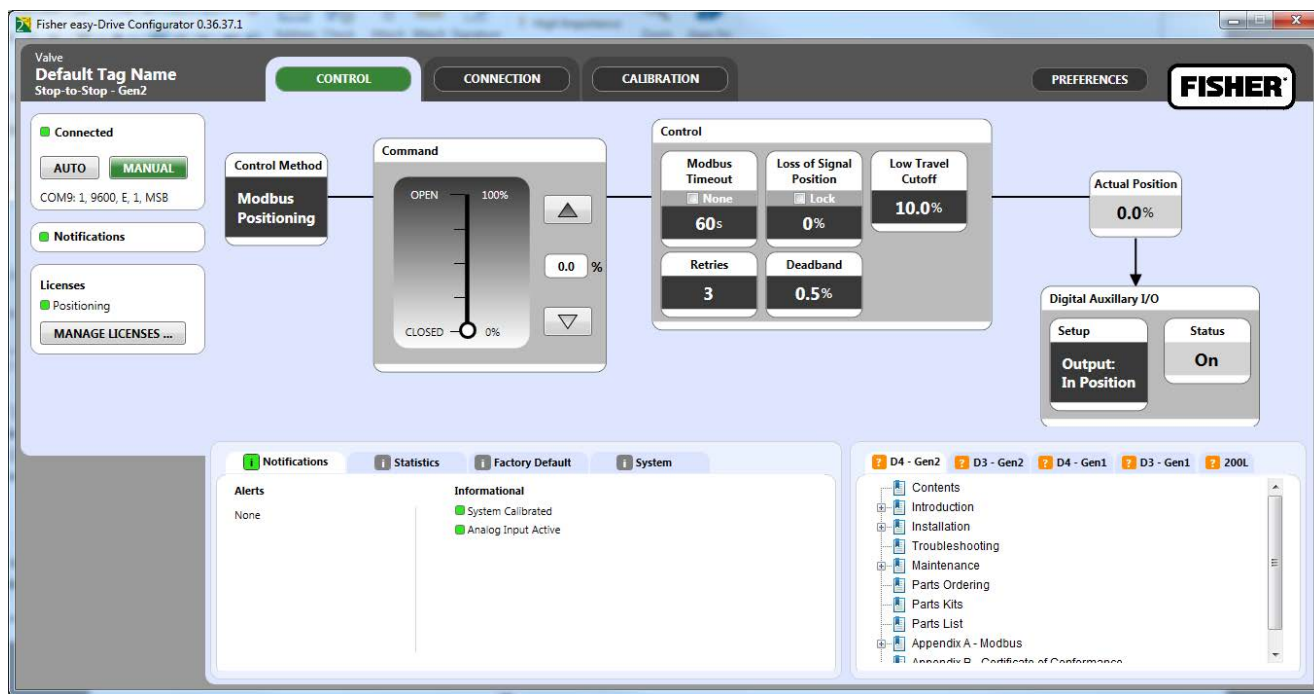 Fisher easy-Drive Configurator 0.36.37.1
Valve
Default Tag Name
Stop-to-Stop - Gen2
CONTROL
CONNECTION
CALIBRATION
PREFERENCES
FISHER
Connected
AUTO
MANUAL
COM9: 1, 9600, E, 1, MSB
Notifications
Licenses
Positioning
MANAGE LICENSES ...
Control Method
Modbus
Positioning
Command
OPEN
100%
0.0 %
CLOSED
0%
Control
Modbus
Timeout
None
60s
Loss of Signal
Position
Lock
0%
Low Travel
Cutoff
10.0%
Retries
3
Deadband
0.5%
Actual Position
0.0%
Digital Auxillary I/O
Setup
Output:
In Position
Status
On
Notifications
Statistics
Factory Default
System
Alerts
None
Informational
System Calibrated
Analog Input Active
D4 - Gen2
D3 - Gen2
D4 - Gen1
D3 - Gen1
200L
Contents
Introduction
Installation
Troubleshooting
Maintenance
Parts Ordering
Parts Kits
Parts List
Appendix A - Modbus
Appendix B - Certificate of Conformance